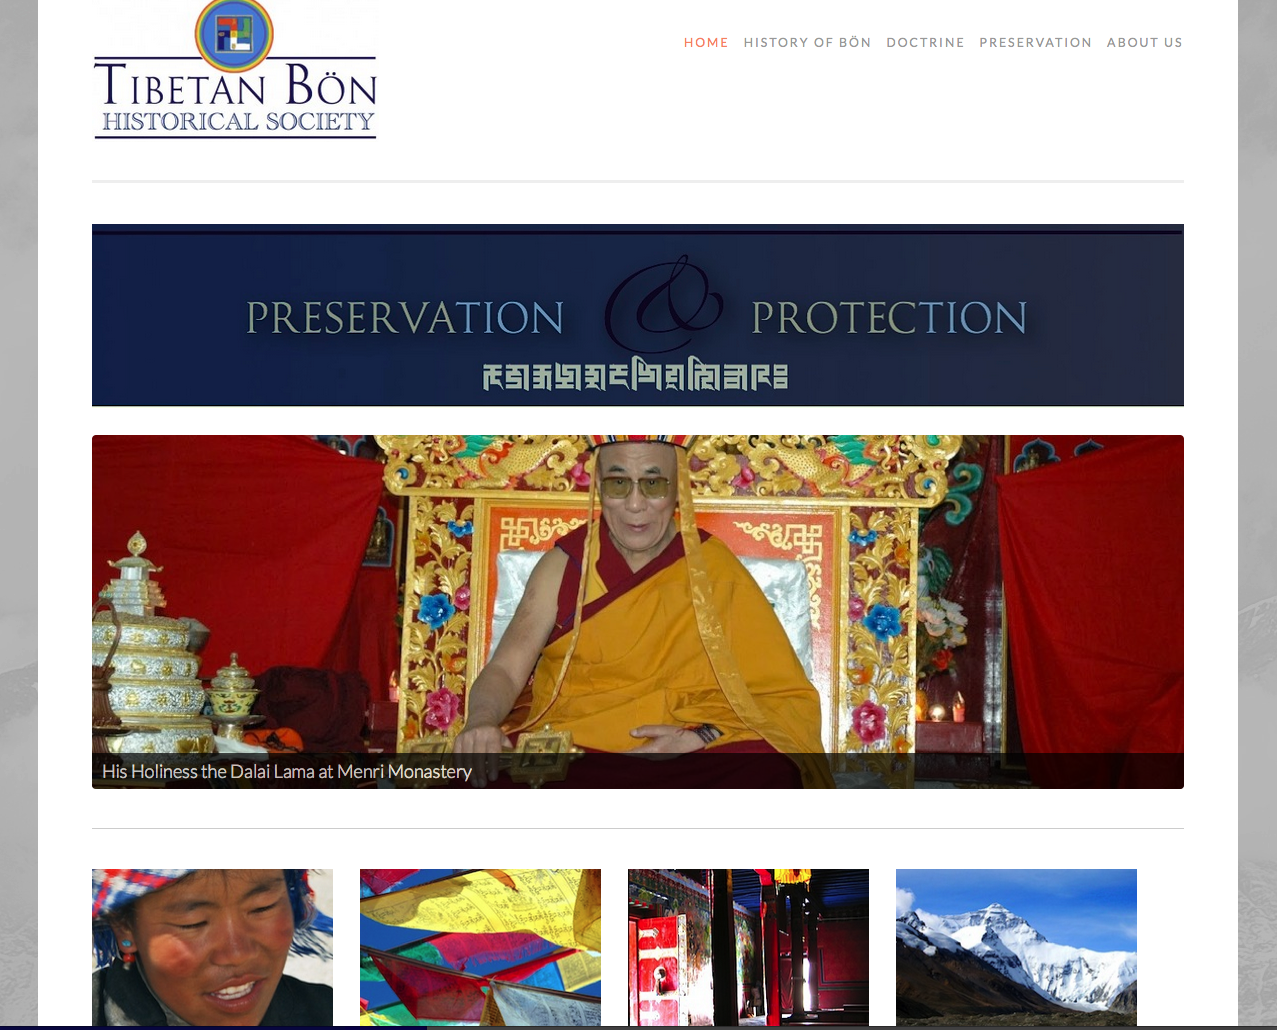 TIBETAN BÖN
HISTORICAL SOCIETY
HOME HISTORY OF BÖN DOCTRINE PRESERVATION ABOUT US
PRESERVATION & PROTECTION
His Holiness the Dalai Lama at Menri Monastery